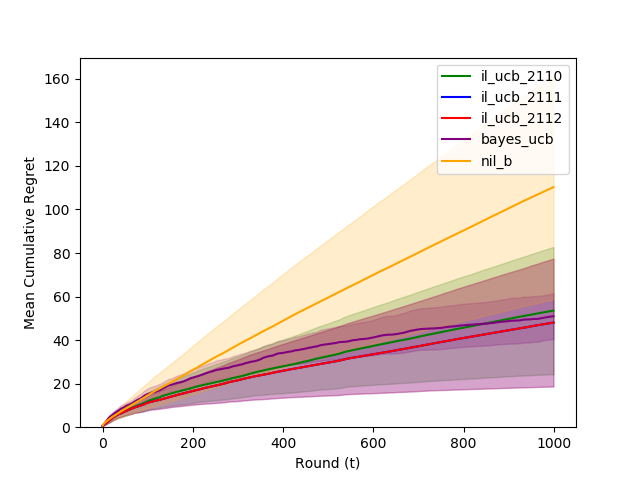 160
140
120
100
80
60
40
20
0
Mean Cumulative Regret
il_ucb_2110
il_ucb_2111
il_ucb_2112
bayes_ucb
nil_b
0 200 400 600 800 1000
Round (t)